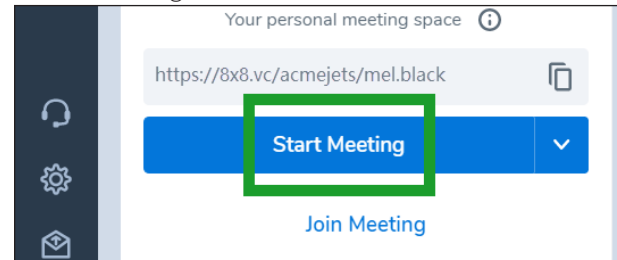 Your personal meeting space
https://8x8.vc/acmejets/mel.black
Start Meeting
Join Meeting